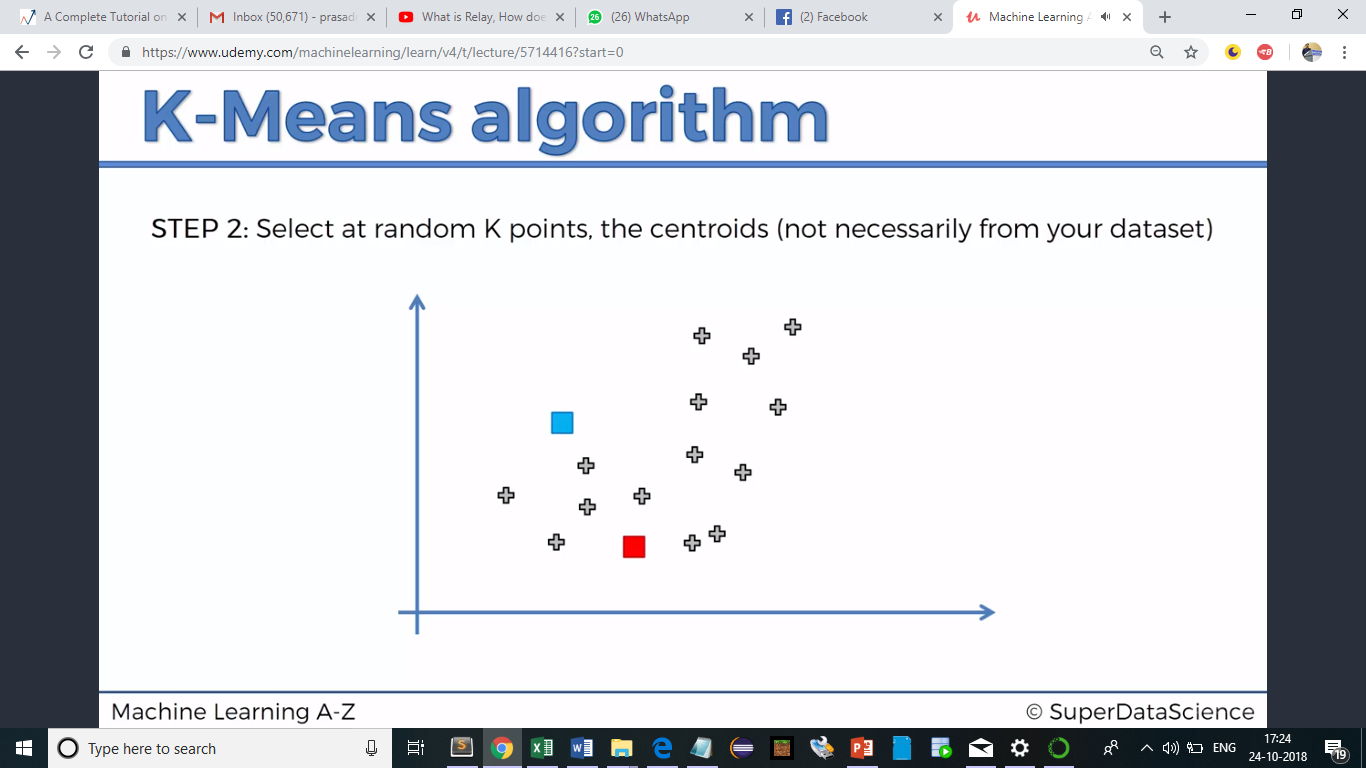 A Complete Tutorial on
Inbox (50,671) - prasad
What is Relay, How doe
(26) WhatsApp
(2) Facebook
Machine Learning
https://www.udemy.com/machinelearning/learn/v4/t/lecture/5714416?start=0
K-Means algorithm
STEP 2: Select at random K points, the centroids (not necessarily from your dataset)
Machine Learning A-Z
© SuperDataScience
Type here to search
ENG
17:24
24-10-2018
19